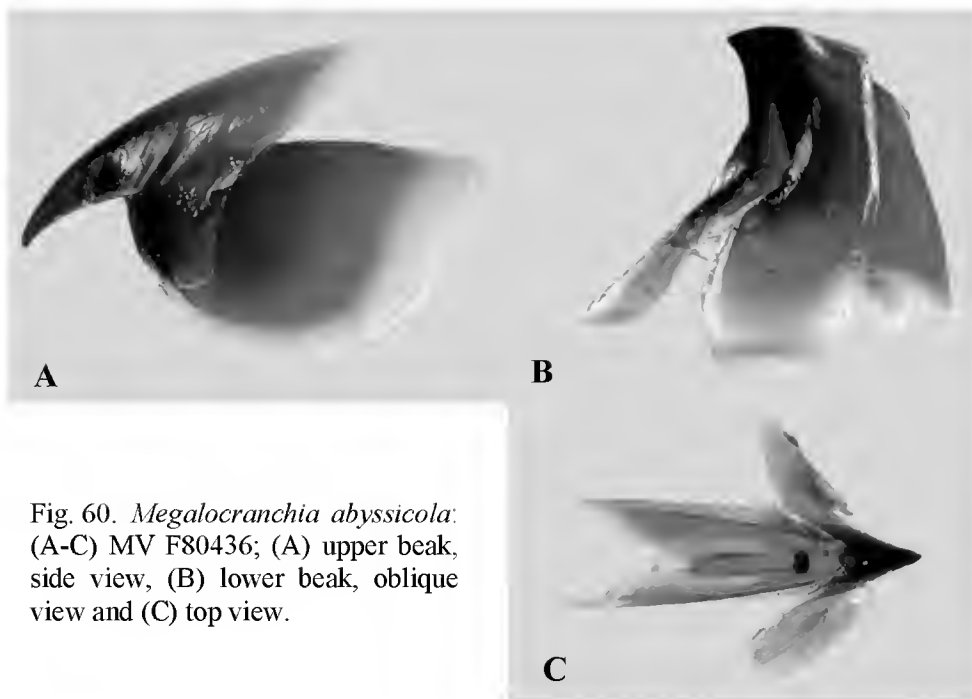 A
B
C
Fig. 60. Megalocranchia abyssicola:
(A-C) MV F80436; (A) upper beak,
side view, (B) lower beak, oblique
view and (C) top view.